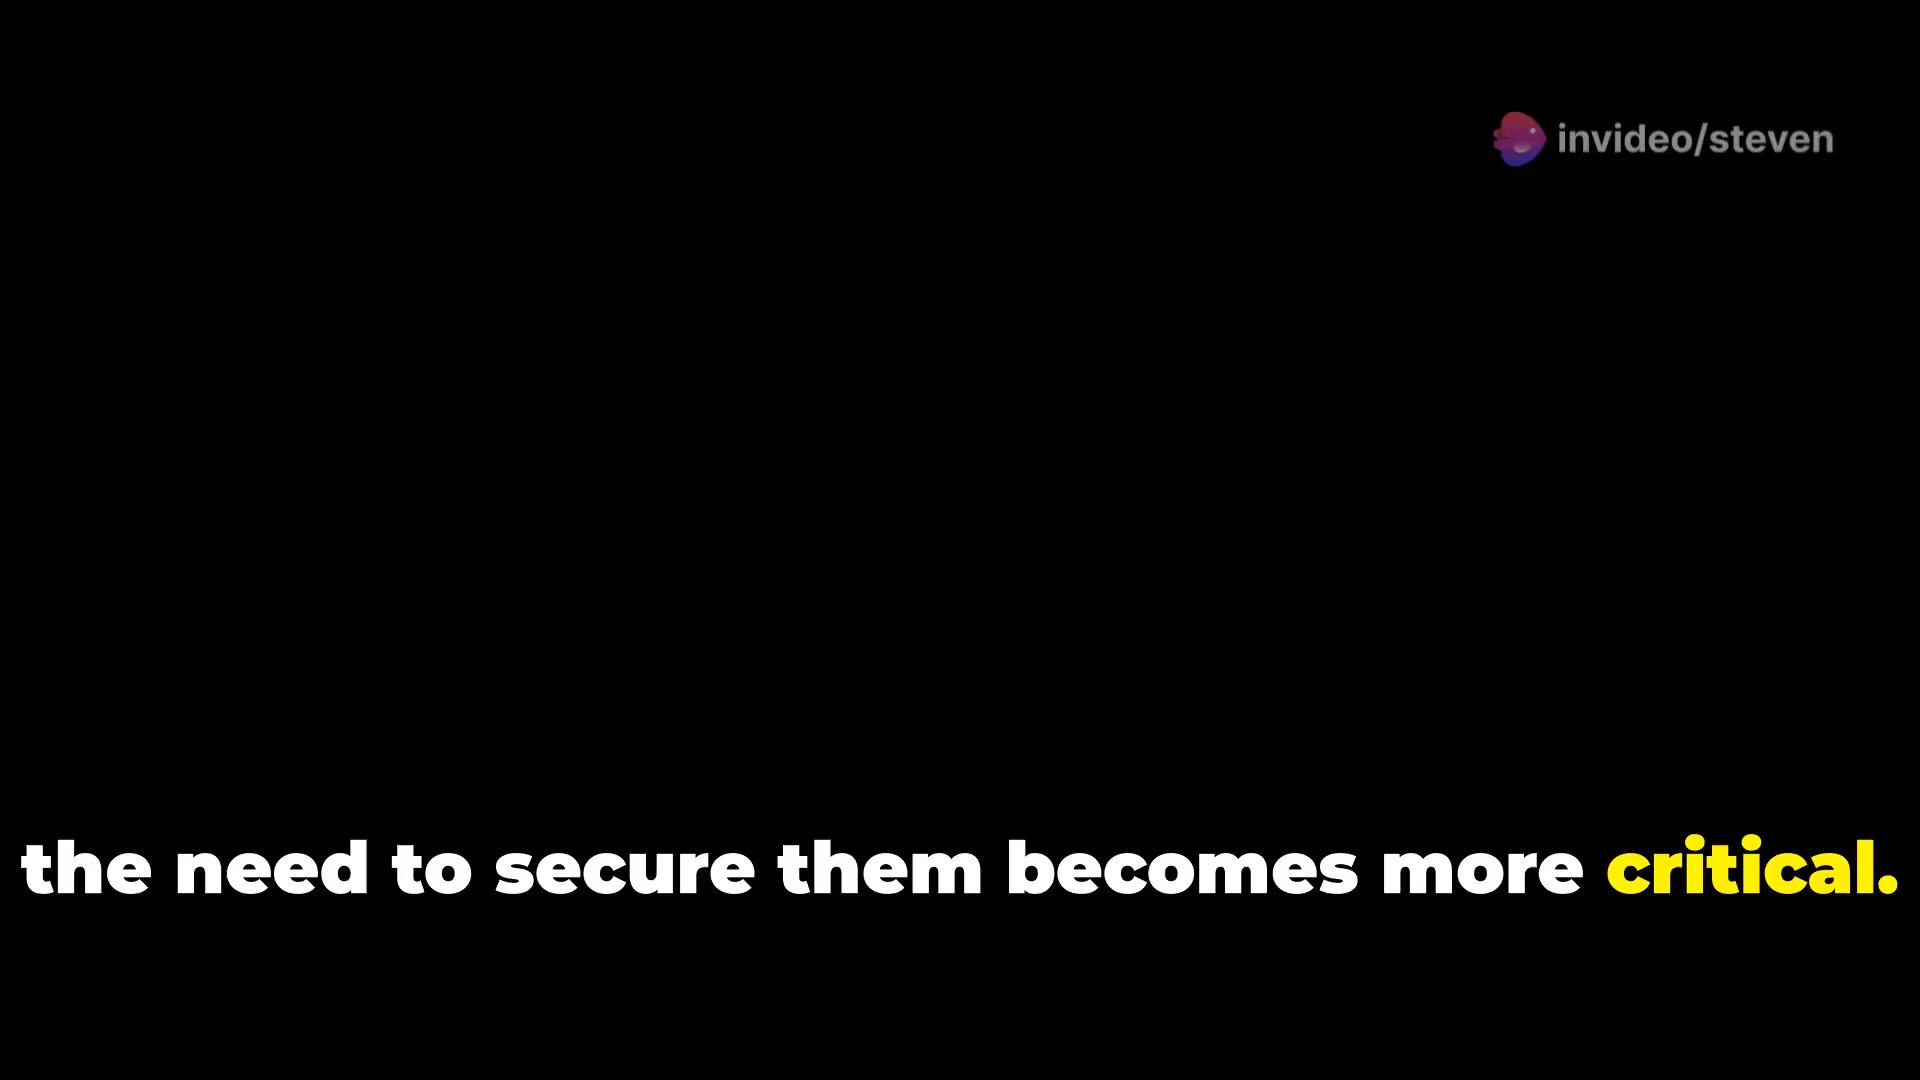 invideo/steven
the need to secure them becomes more critical.